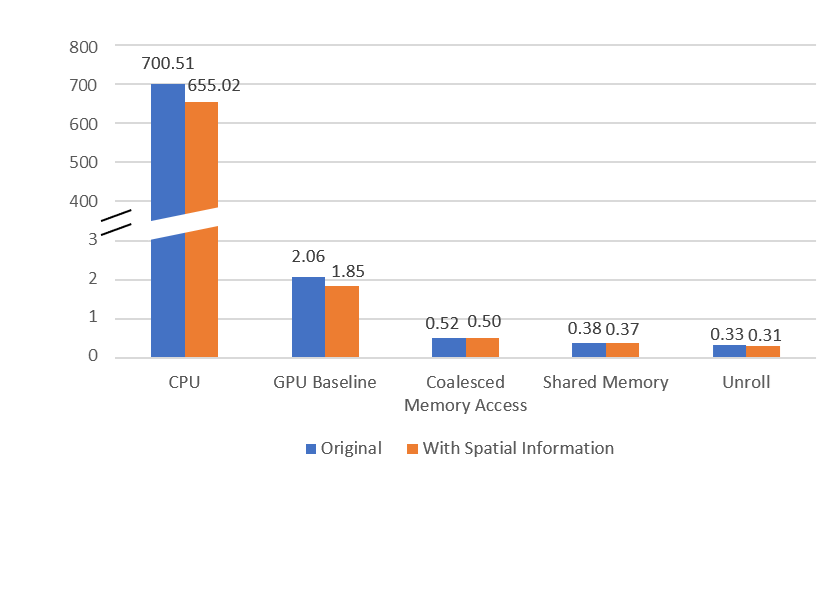 800
700.51
700
655.02
600
500
400
3
2.06
2
1.85
1
0.52 0.50
0.38 0.37
0.33 0.31
0
CPU
GPU Baseline
Coalesced
Memory Access
Shared Memory
Unroll
Original
With Spatial Information